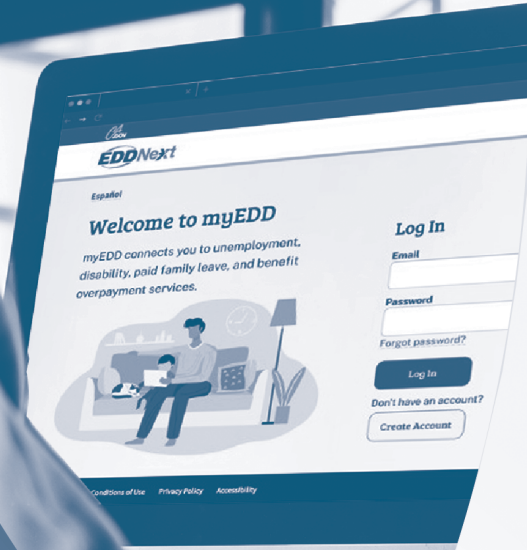 CA
.GOV
EDDNext
Español
Welcome to myEDD
myEDD connects you to unemployment,
disability, paid family leave, and benefit
overpayment services.
Log In
Email
Password
Forgot password?
Log In
Don't have an account?
Create Account
Conditions of Use Privacy Policy Accessibility